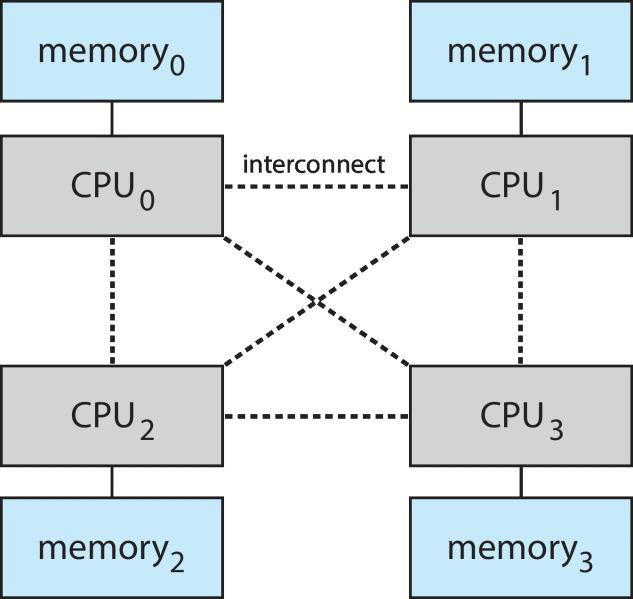 memory₀
memory₁
interconnect
CPU₀
CPU₁
CPU₂
CPU₃
memory₂
memory₃